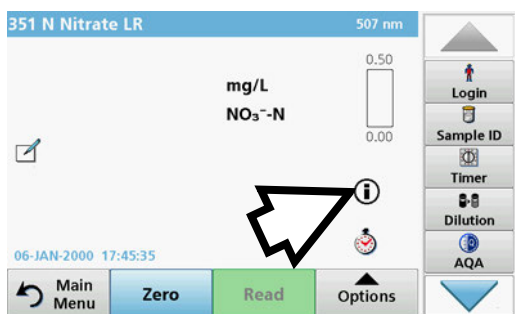 351 N Nitrate LR 507 nm
0.50
mg/L
NO₃⁻-N
0.00
i
06-JAN-2000 17:45:35
Main
Menu
Zero
Read
Options
Login
Sample ID
Timer
Dilution
AQA